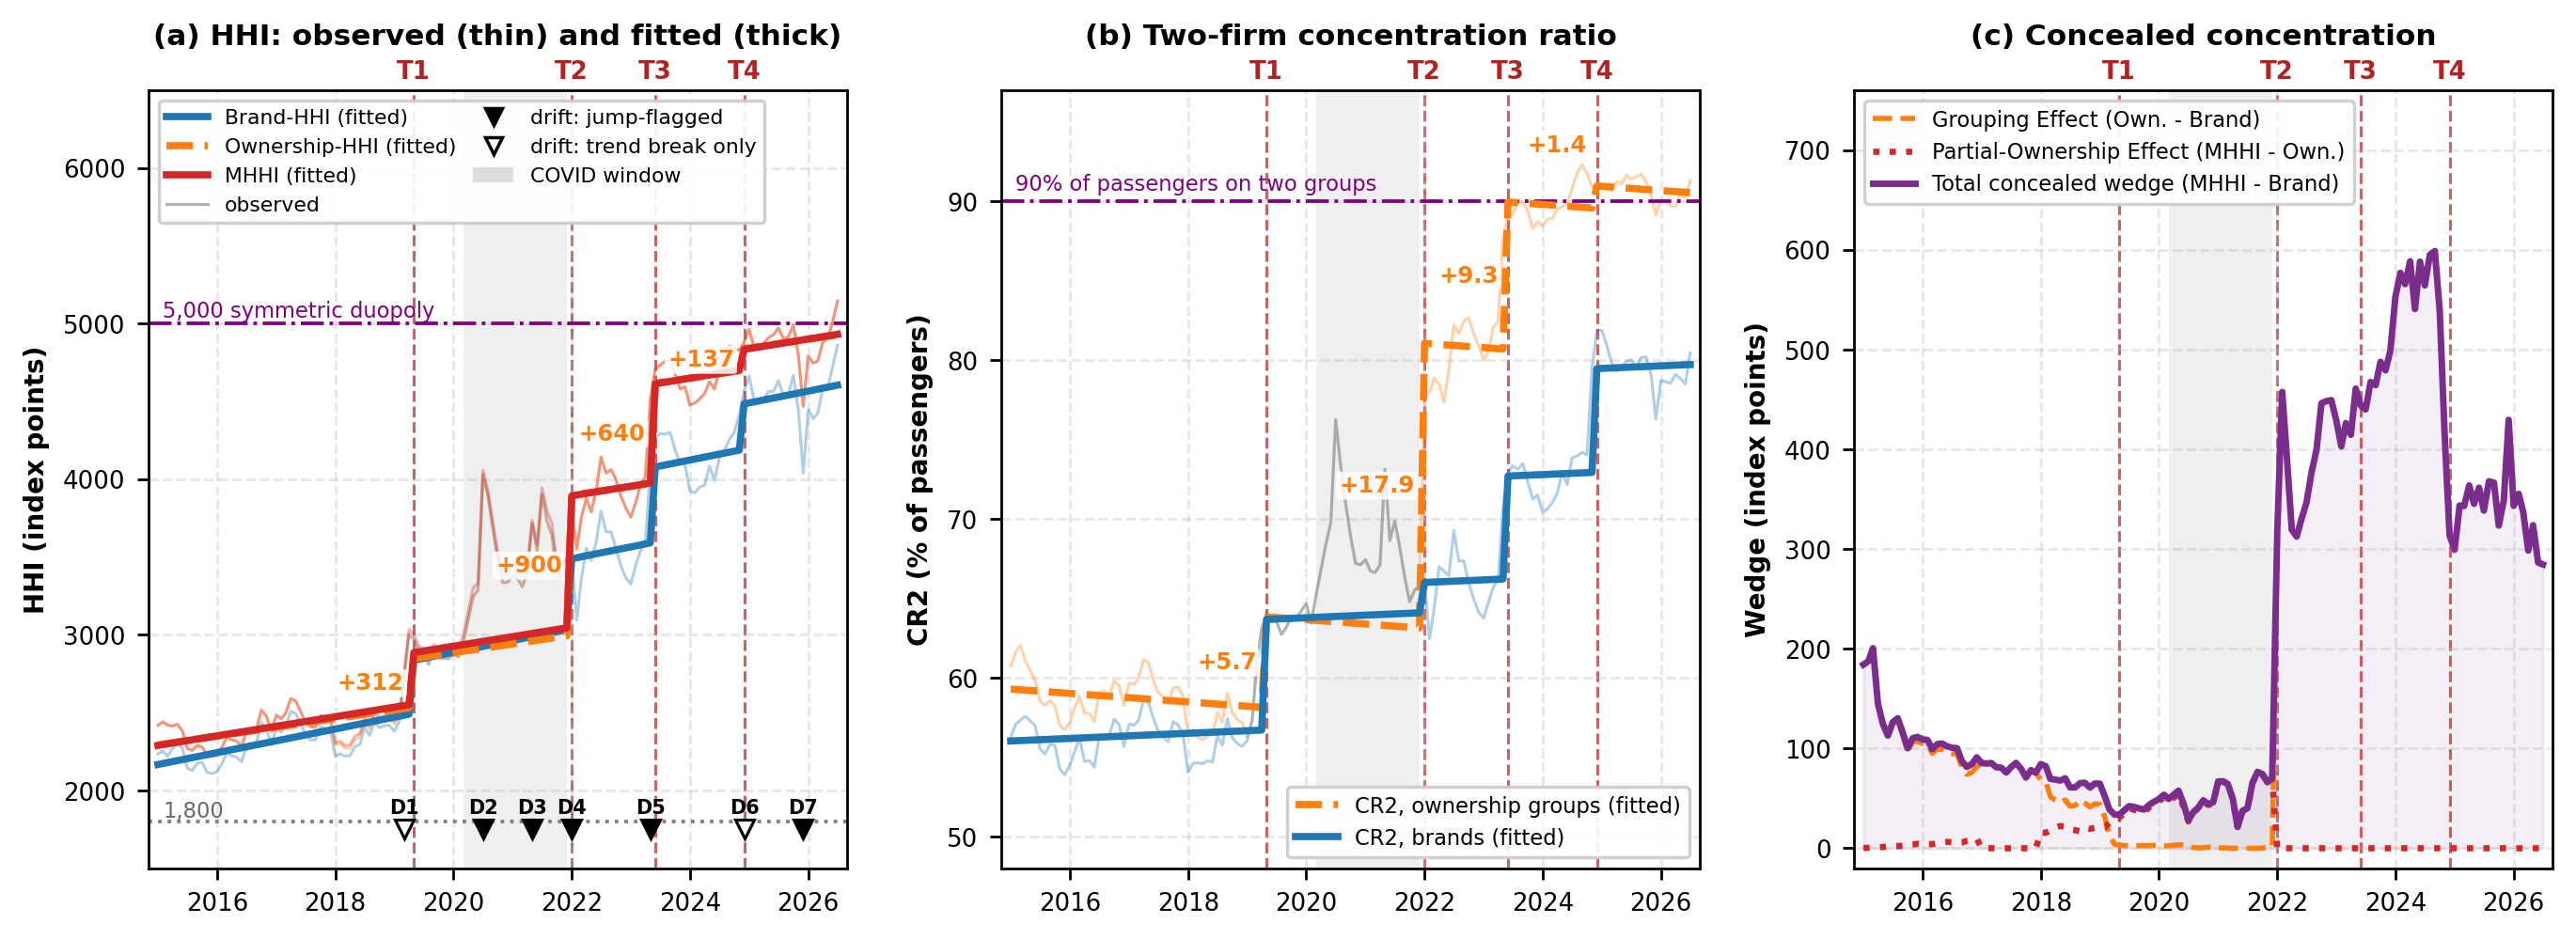 (a) HHI: observed (thin) and fitted (thick)
T1 T2 T3 T4
Brand-HHI (fitted)
Ownership-HHI (fitted)
MHHI (fitted)
observed
drift: jump-flagged
drift: trend break only
COVID window
HHI (index points)
6000
5000
4000
3000
2000
5,000 symmetric duopoly
+137
+640
+900
+312
1,800
D1 D2 D3 D4 D5 D6 D7
2016 2018 2020 2022 2024 2026
(b) Two-firm concentration ratio
T1 T2 T3 T4
CR2 (% of passengers)
90
80
70
60
50
+1.4
90% of passengers on two groups
+9.3
+17.9
+5.7
CR2, ownership groups (fitted)
CR2, brands (fitted)
2016 2018 2020 2022 2024 2026
(c) Concealed concentration
T1 T2 T3 T4
Grouping Effect (Own. - Brand)
Partial-Ownership Effect (MHHI - Own.)
Total concealed wedge (MHHI - Brand)
Wedge (index points)
700
600
500
400
300
200
100
0
2016 2018 2020 2022 2024 2026